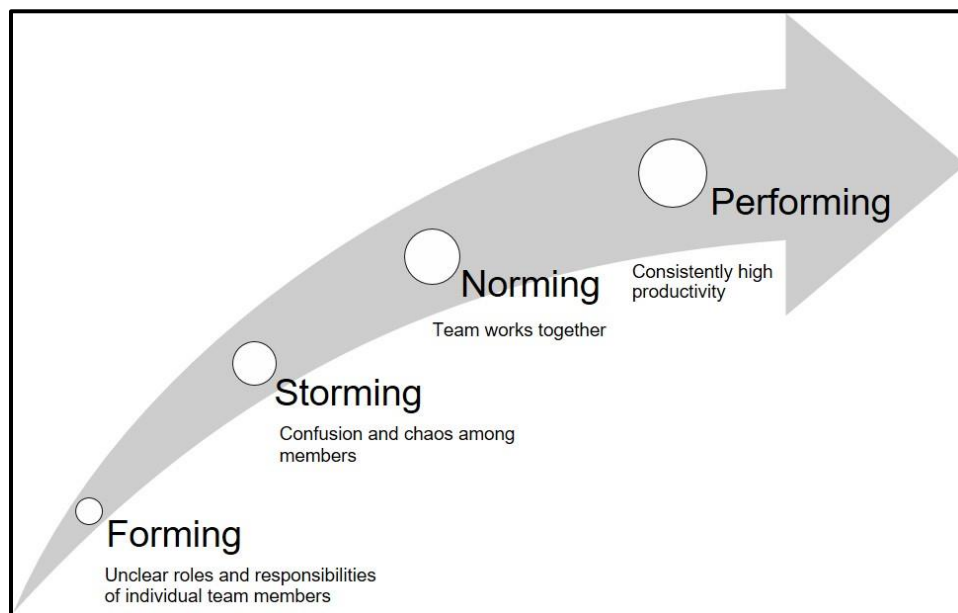 Performing
Consistently high
productivity
Norming
Team works together
Storming
Confusion and chaos among
members
Forming
Unclear roles and responsibilities
of individual team members